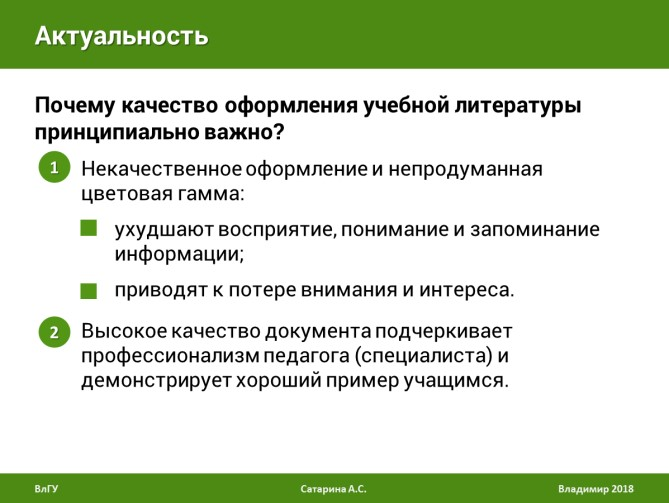 Актуальность
Почему качество оформления учебной литературы
принципиально важно?
1 Некачественное оформление и непродуманная
цветовая гамма:
ухудшают восприятие, понимание и запоминание
информации;
приводят к потере внимания и интереса.
2 Высокое качество документа подчеркивает
профессионализм педагога (специалиста) и
демонстрирует хороший пример учащимся.
ВлГУ Сатарина А.С. Владимир 2018